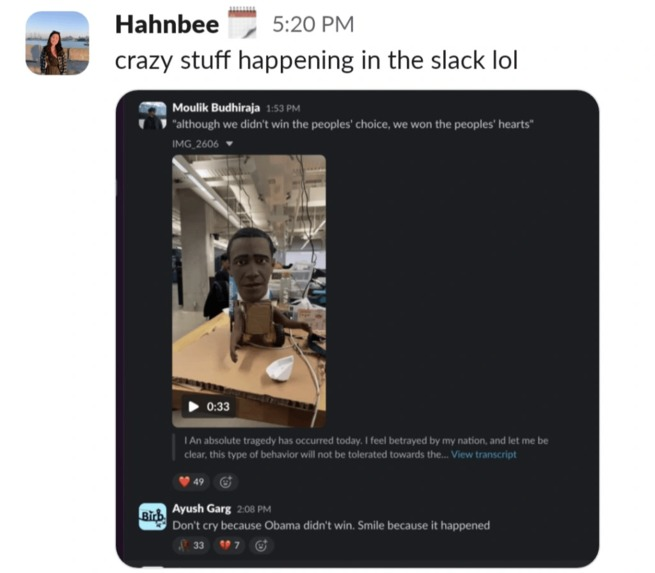 Hahnbee 5:20 PM
crazy stuff happening in the slack lol
Moulik Budhiraja 1:53 PM
"although we didn't win the peoples' choice, we won the peoples' hearts"
IMG_2606
0:33
I An absolute tragedy has occurred today. I feel betrayed by my nation, and let me be
clear, this type of behavior will not be tolerated towards the... View transcript
49
Birb
Ayush Garg 2:08 PM
Don't cry because Obama didn't win. Smile because it happened
33 7